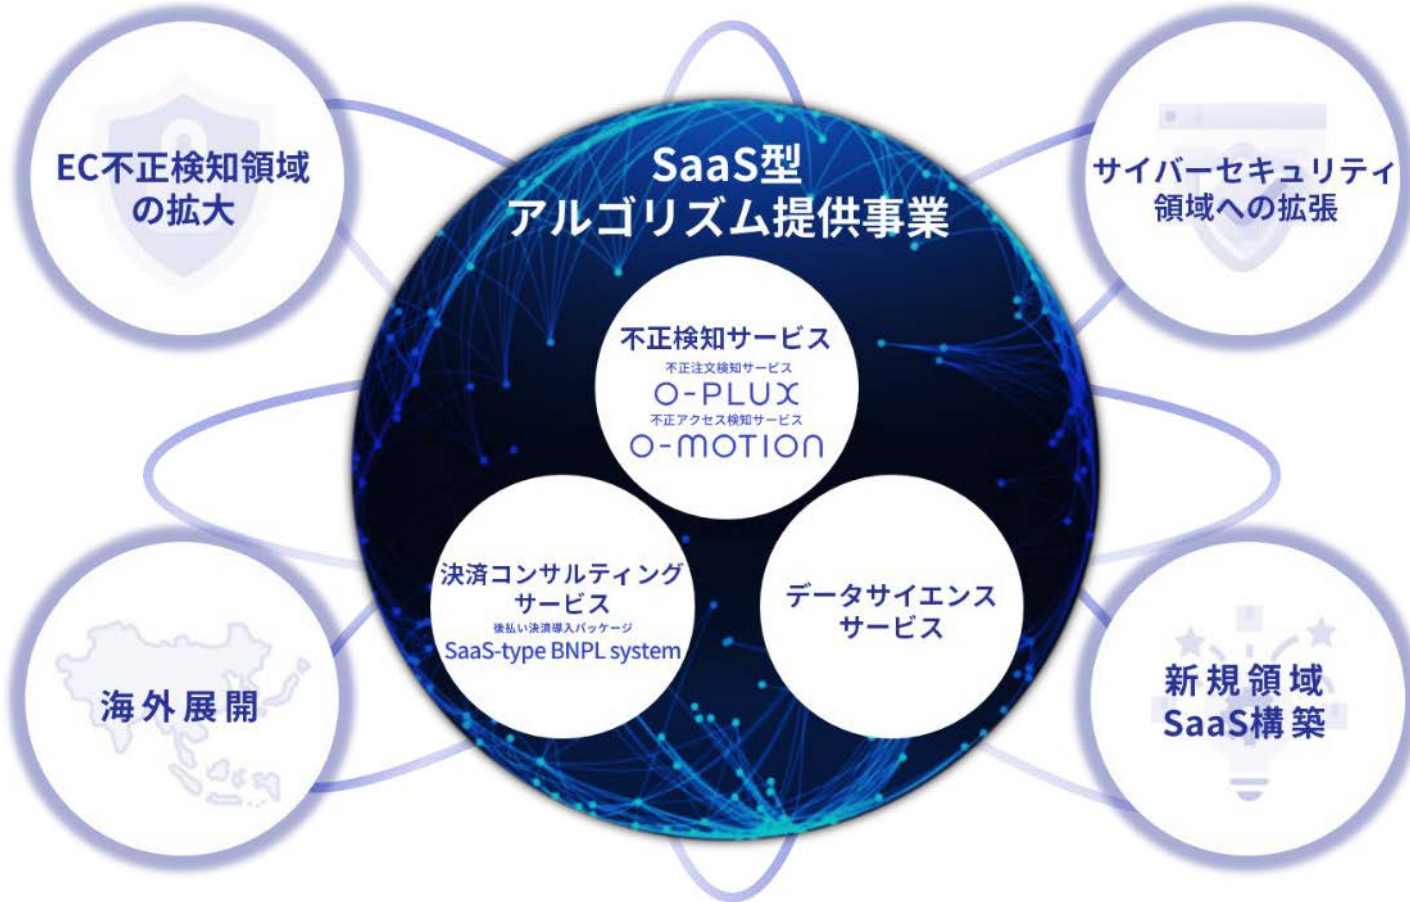 EC不正検知領域
の拡大
SaaS型
アルゴリズム提供事業
サイバーセキュリティ
領域への拡張
不正検知サービス
不正注文検知サービス
O-PLUX
不正アクセス検知サービス
O-MOTION
決済コンサルティング
サービス
後払い決済導入パッケージ
SaaS-type BNPL system
データサイエンス
サービス
海外展開
新規領域
SaaS構築